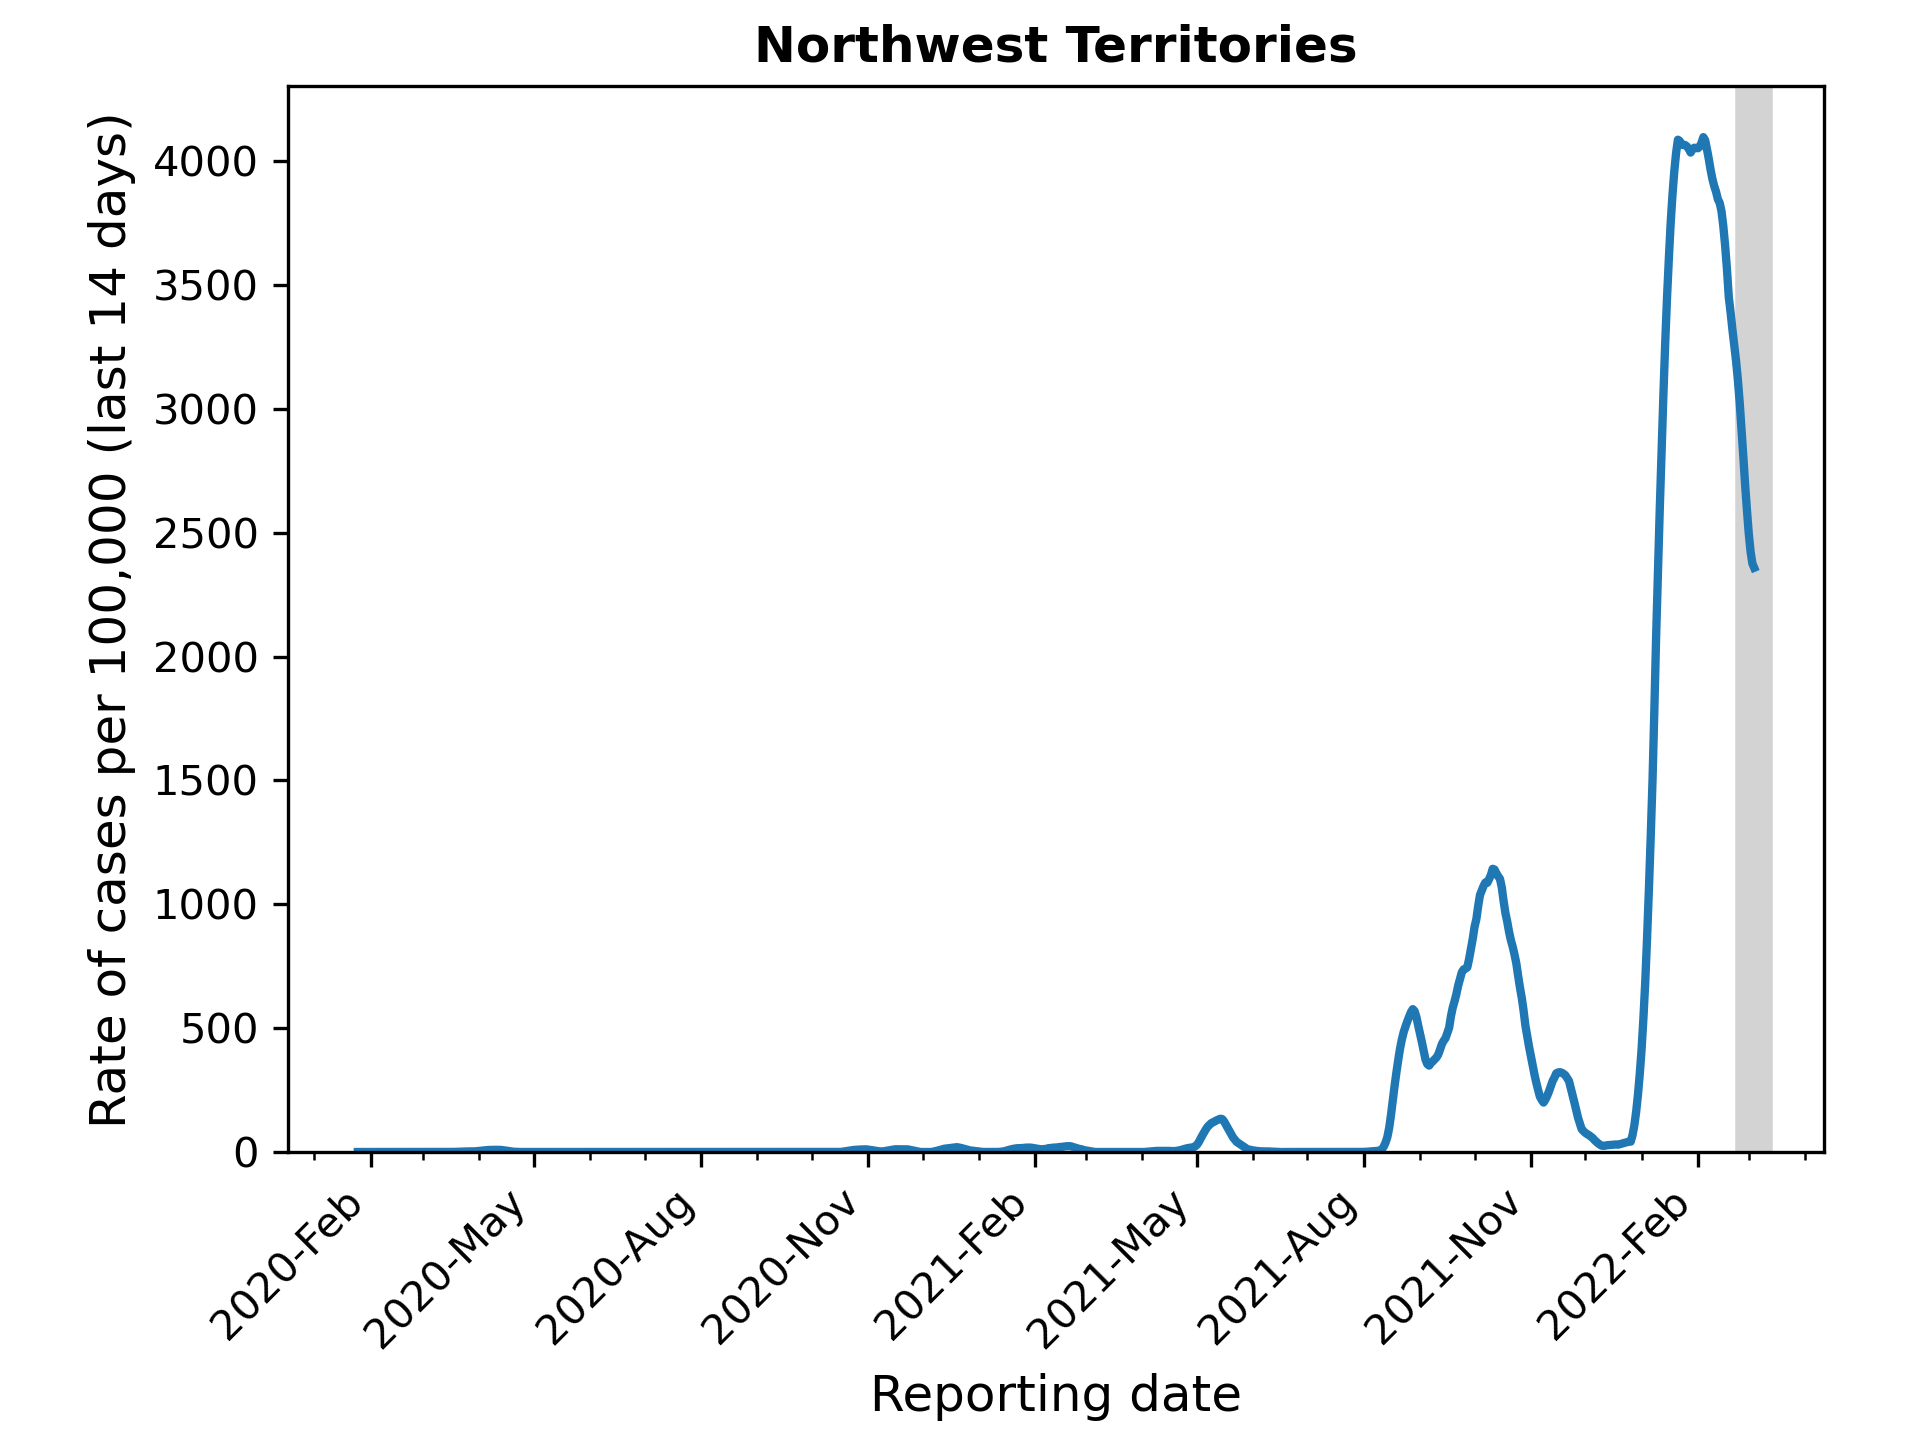 Northwest Territories
Rate of cases per 100,000 (last 14 days)
4000
3500
3000
2500
2000
1500
1000
500
0
2020-Feb
2020-May
2020-Aug
2020-Nov
2021-Feb
2021-May
2021-Aug
2021-Nov
2022-Feb
Reporting date